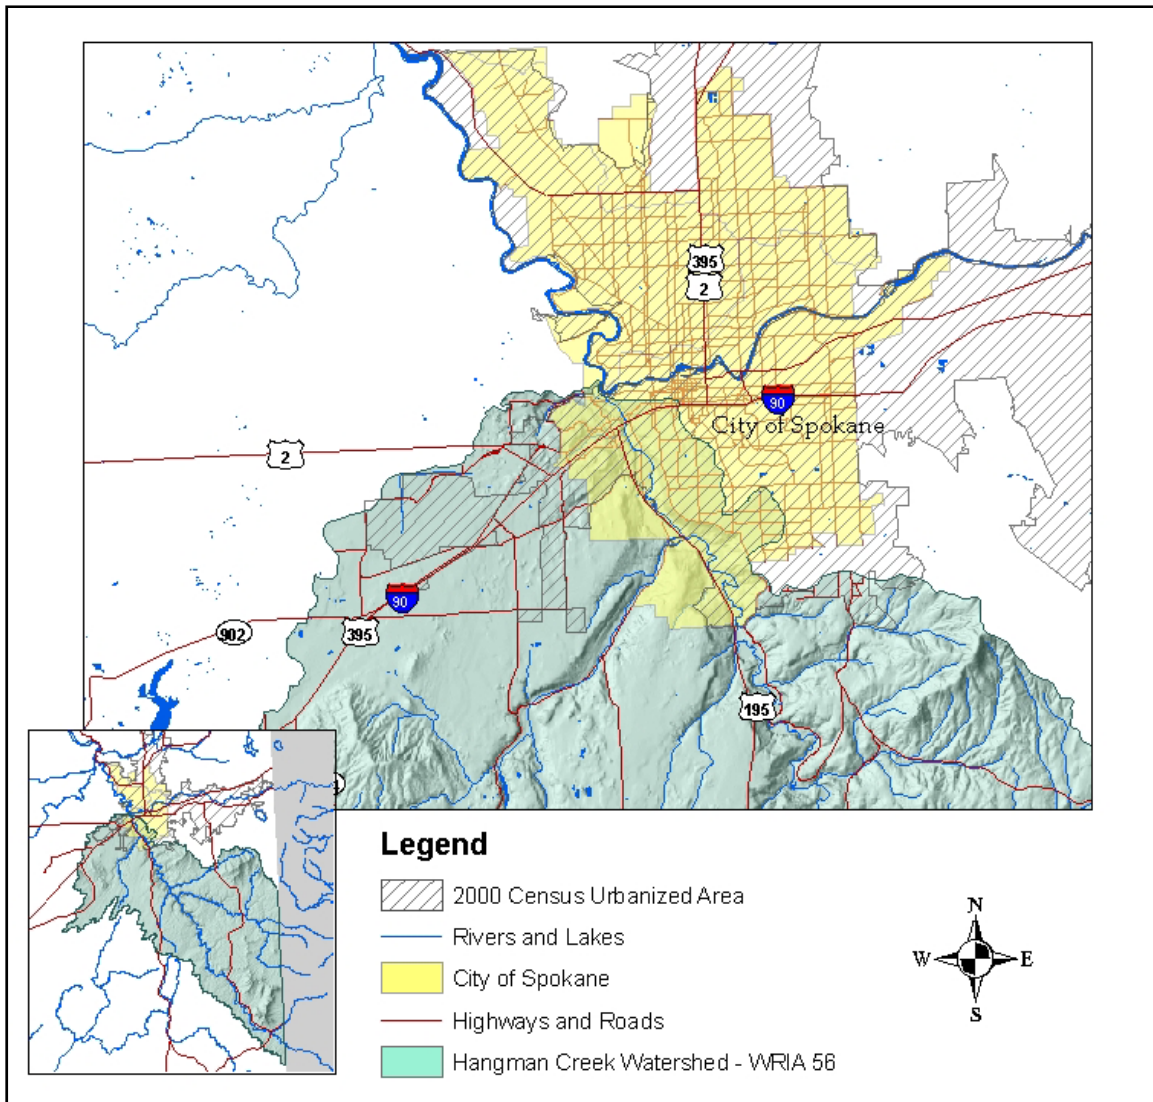 395
2
90
City of Spokane
2
90
902
395
195
Legend
2000 Census Urbanized Area
Rivers and Lakes
City of Spokane
Highways and Roads
Hangman Creek Watershed - WRIA 56
N
W E
S